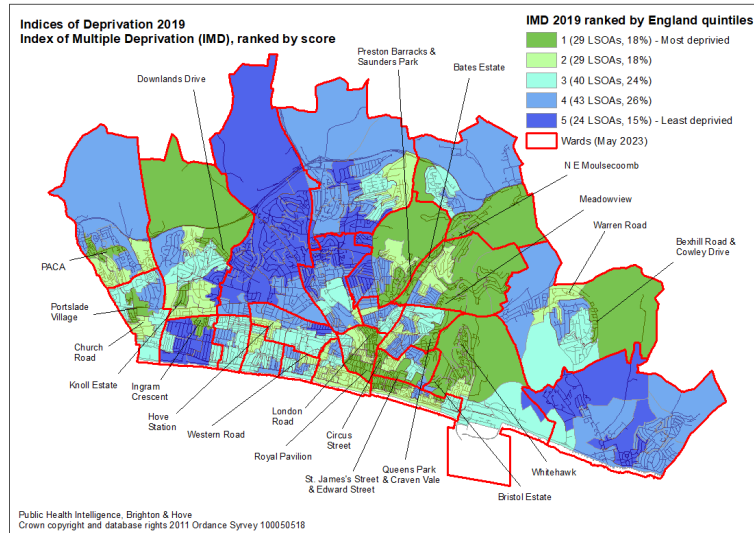 Indices of Deprivation 2019
Index of Multiple Deprivation (IMD), ranked by score
IMD 2019 ranked by England quintiles
1 (29 LSOAs, 18%) - Most deprived
2 (29 LSOAs, 18%)
3 (40 LSOAs, 24%)
4 (43 LSOAs, 26%)
5 (24 LSOAs, 15%) - Least deprived
Wards (May 2023)
Preston Barracks &
Saunders Park
Downlands Drive
Bates Estate
N E Moulsecoomb
Meadowview
Warren Road
Bexhill Road &
Cowley Drive
PACA
Portslade
Village
Church
Road
Knoll Estate
Ingram
Crescent
Hove
Station
Western Road
London
Road
Royal Pavilion
Circus
Street
St. James's Street
& Edward Street
Queens Park
& Craven Vale
Bristol Estate
Whitehawk
Public Health Intelligence, Brighton & Hove
Crown copyright and database rights 2011 Ordance Syrvey 100050518